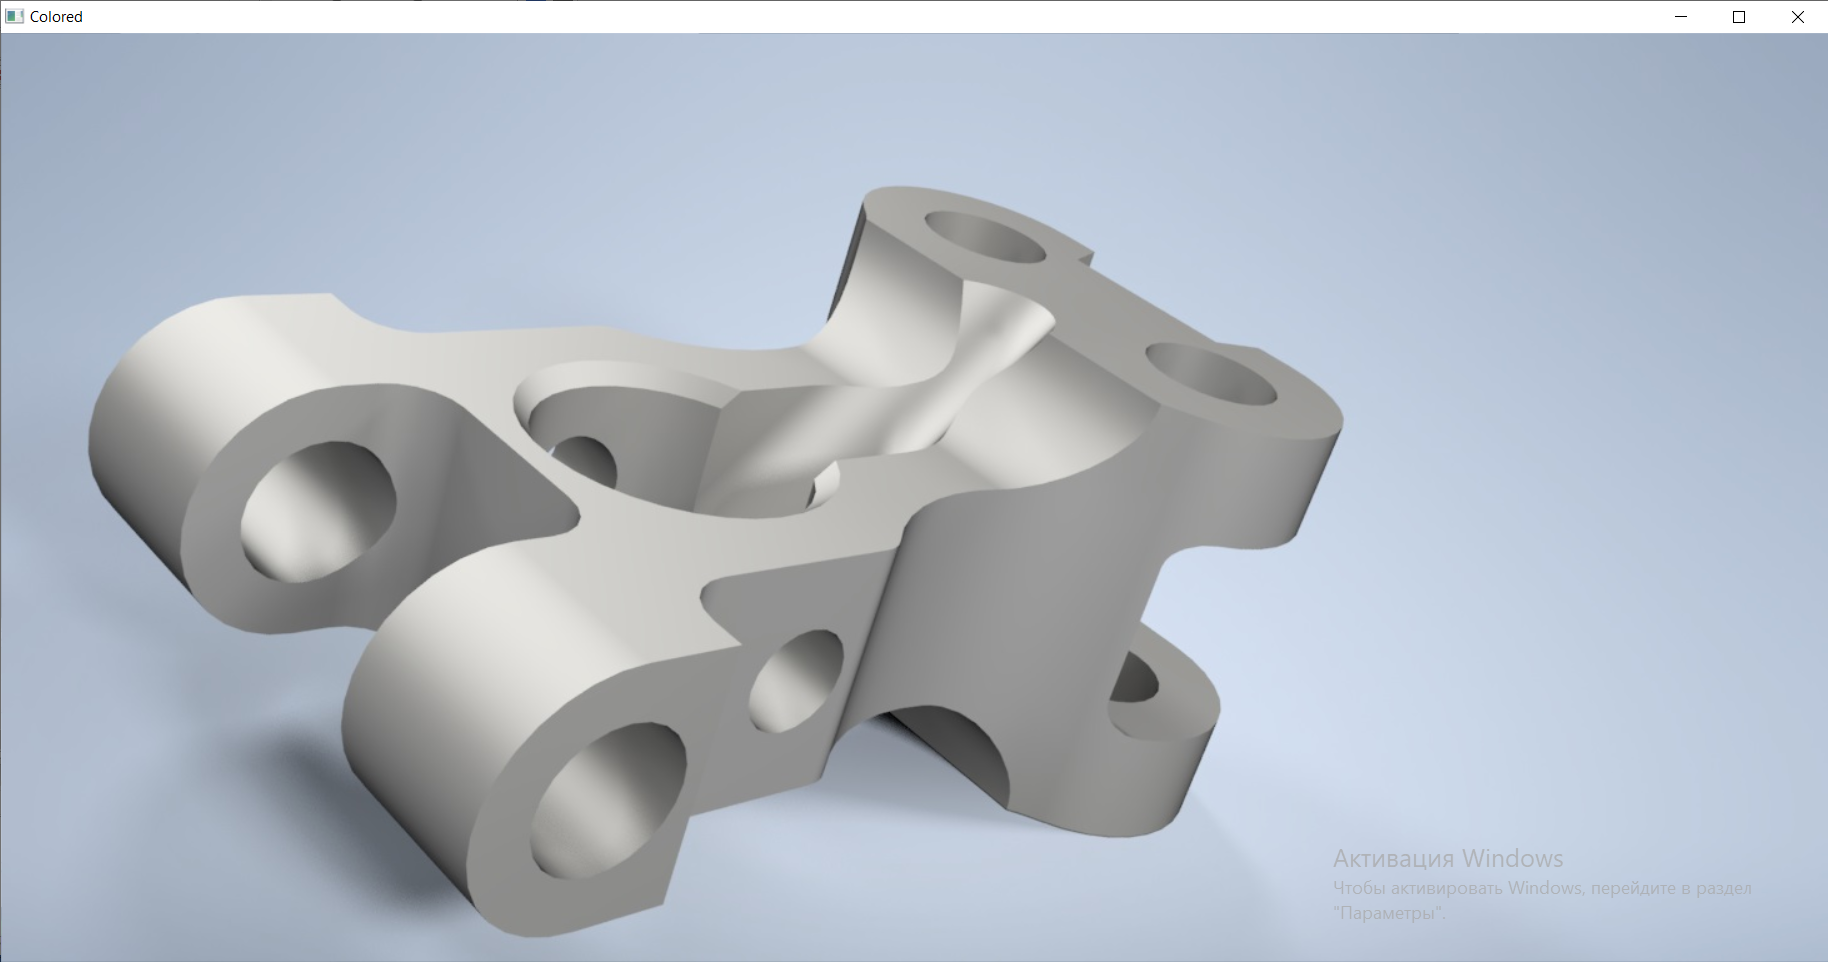 Colored
Активация Windows
Чтобы активировать Windows, перейдите в раздел
"Параметры".